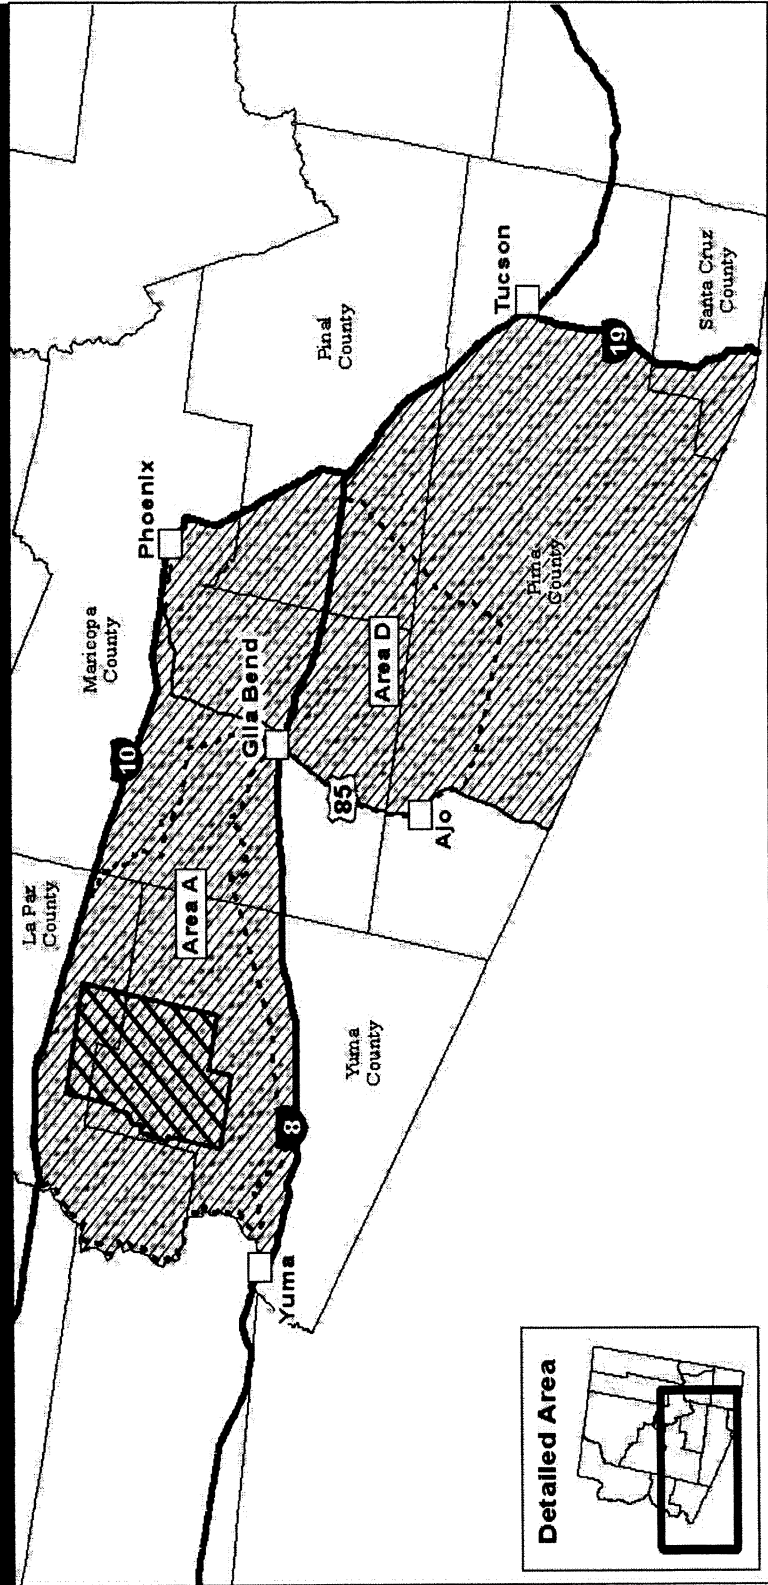 La Paz
County
Maricopa
County
10
Phoenix
Pinal
County
Tucson
Santa Cruz
County
19
Area A
Gila Bend
Area D
85
Ajo
Pima
County
Yuma
County
8
Yuma
Detailed Area